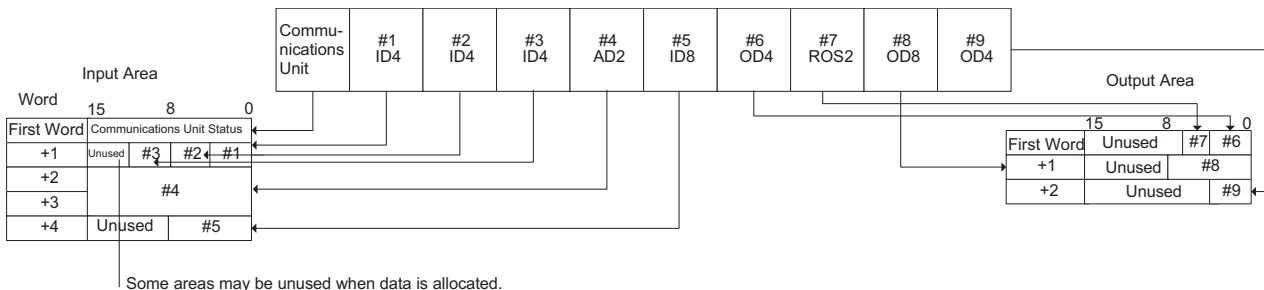 Commu-
nications
Unit
#1
ID4
#2
ID4
#3
ID4
#4
AD2
#5
ID8
#6
OD4
#7
ROS2
#8
OD8
#9
OD4
Input Area
Word
15 8 0
First Word Communications Unit Status
+1 Unused #3 #2 #1
+2
#4
+3
+4 Unused #5
Some areas may be unused when data is allocated.
Output Area
15 8 0
First Word Unused #7 #6
+1 Unused #8
+2 Unused #9